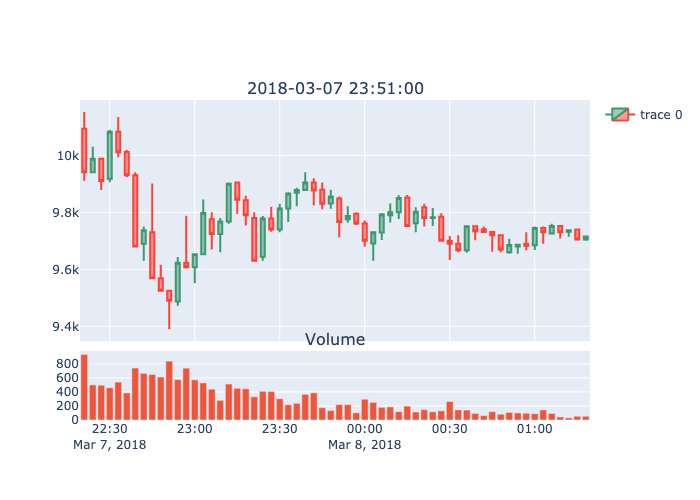 2018-03-07 23:51:00
trace 0
10k
9.8k
9.6k
9.4k
Volume
800
600
400
200
0
22:30 23:00 23:30 00:00 00:30 01:00
Mar 7, 2018 Mar 8, 2018